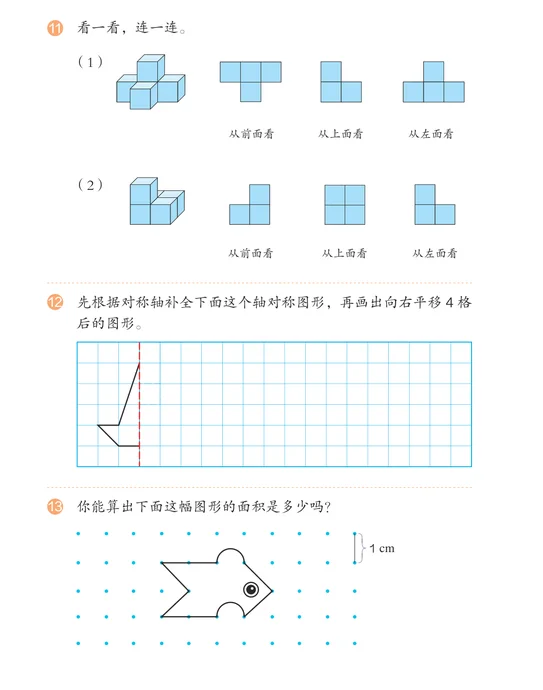 11 看一看，连一连。
（1）
从前面看 从上面看 从左面看
（2）
从前面看 从上面看 从左面看
12 先根据对称轴补全下面这个轴对称图形，再画出向右平移 4 格
后的图形。
13 你能算出下面这幅图形的面积是多少吗？
1 cm